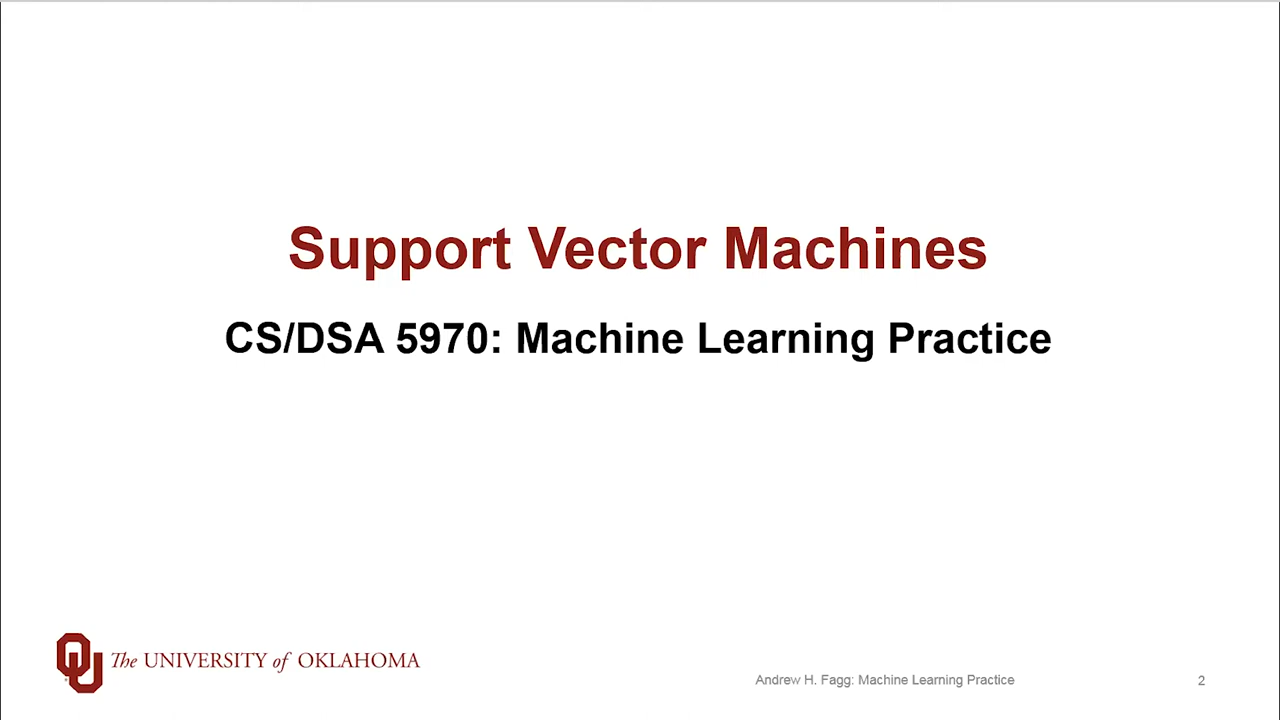 Support Vector Machines
CS/DSA 5970: Machine Learning Practice
The UNIVERSITY of OKLAHOMA
Andrew H. Fagg: Machine Learning Practice
2